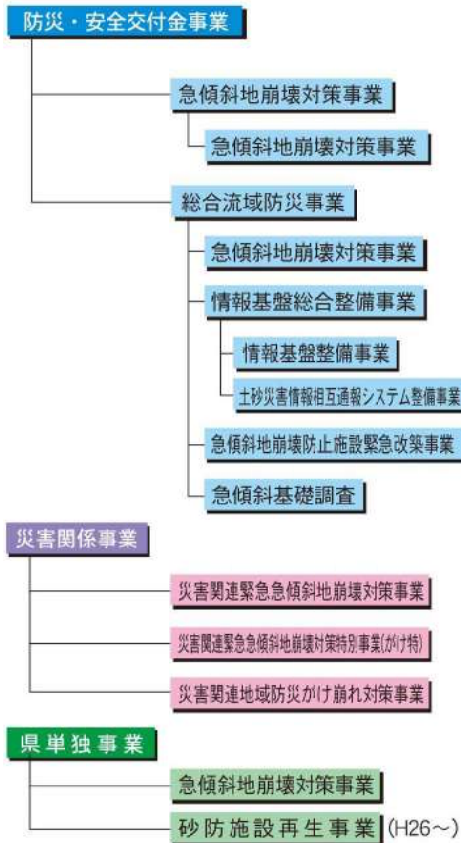 防災・安全交付金事業
急傾斜地崩壊対策事業
急傾斜地崩壊対策事業
総合流域防災事業
急傾斜地崩壊対策事業
情報基盤総合整備事業
情報基盤整備事業
土砂災害情報相互通報システム整備事業
急傾斜地崩壊防止施設緊急改築事業
急傾斜基礎調査
災害関係事業
災害関連緊急急傾斜地崩壊対策事業
災害関連緊急急傾斜地崩壊対策特別事業(がけ特)
災害関連地域防災がけ崩れ対策事業
県単独事業
急傾斜地崩壊対策事業
砂防施設再生事業 (H26~)